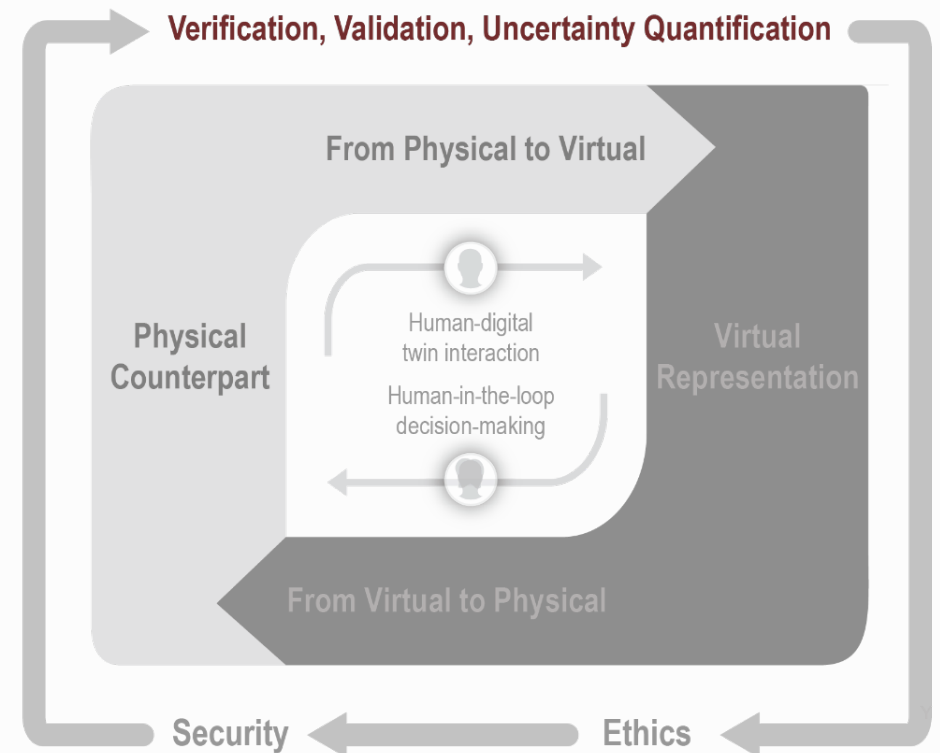 Verification, Validation, Uncertainty Quantification
From Physical to Virtual
Human-digital
twin interaction
Physical
Counterpart
Virtual
Representation
Human-in-the-loop
decision-making
From Virtual to Physical
Security
Ethics